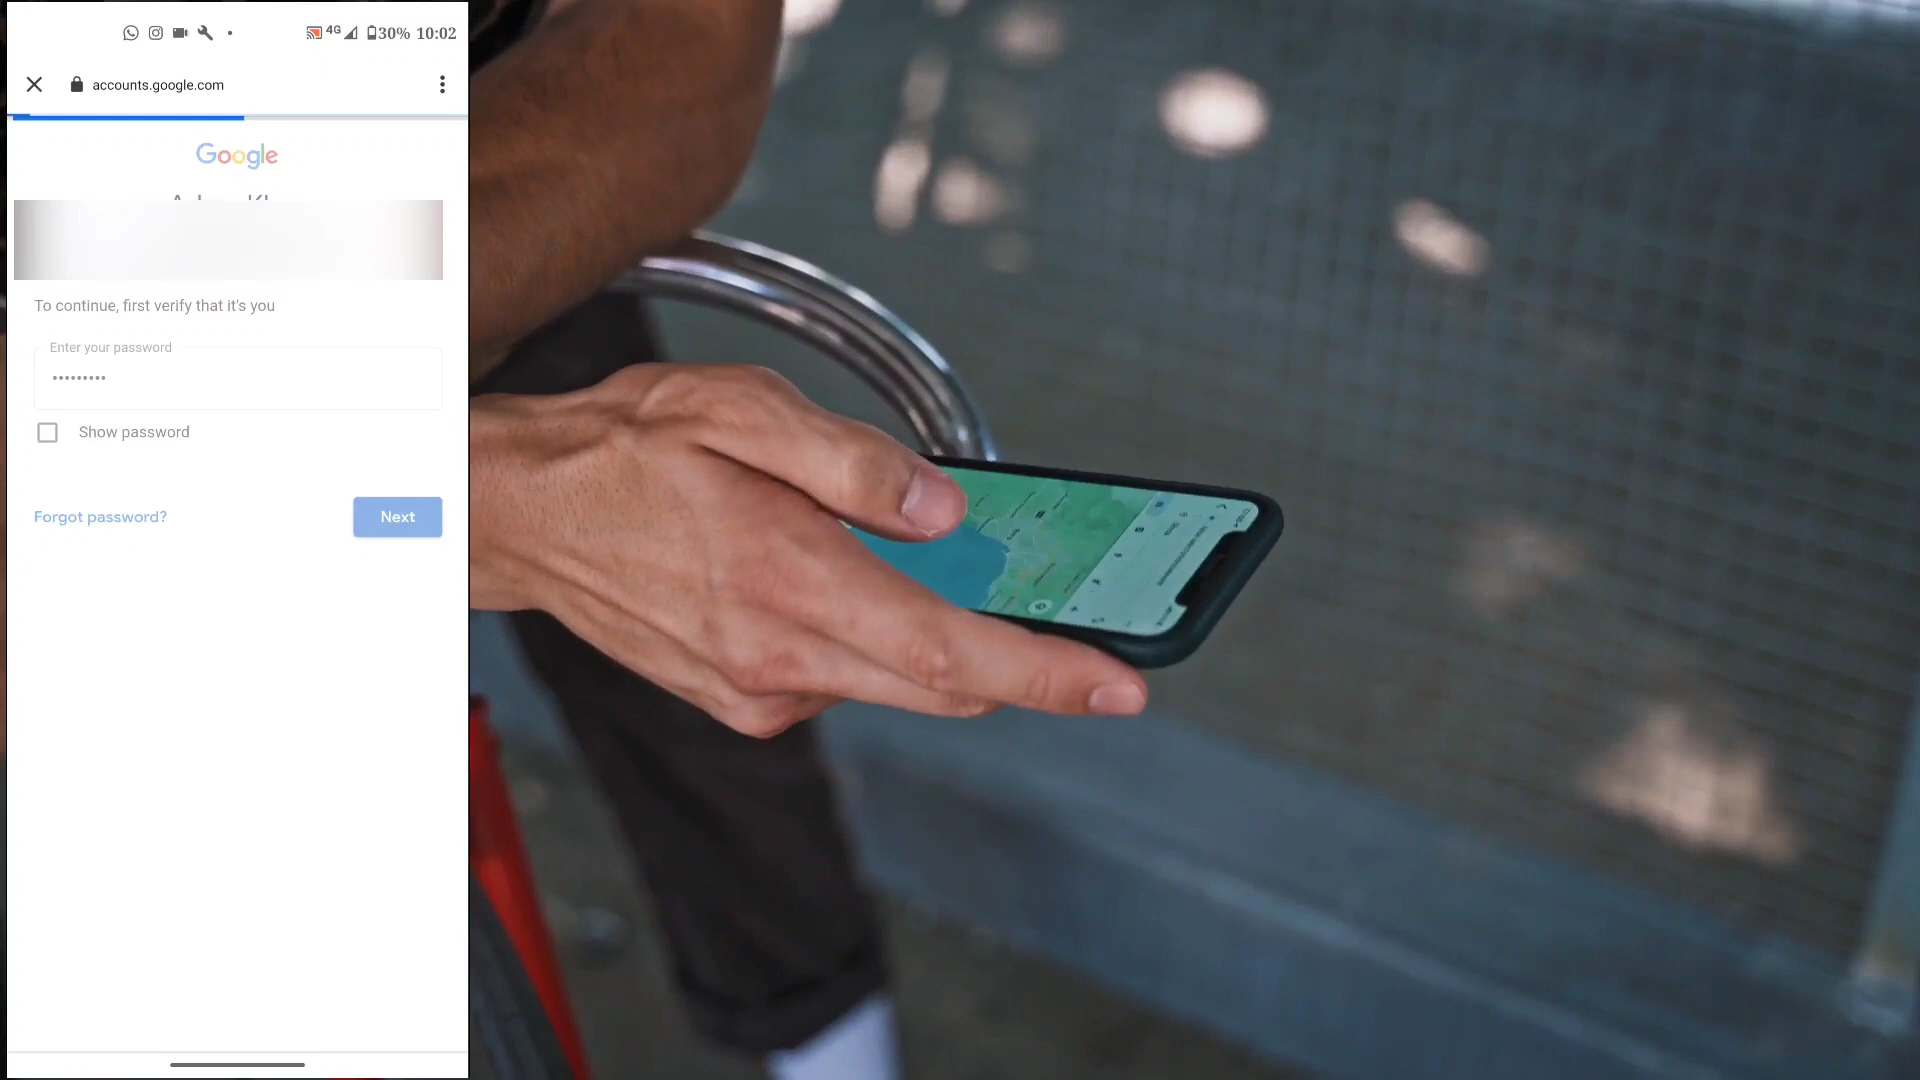 4G 30% 10:02
accounts.google.com
Google
To continue, first verify that it's you
Enter your password
•••••••••
Show password
Forgot password?
Next